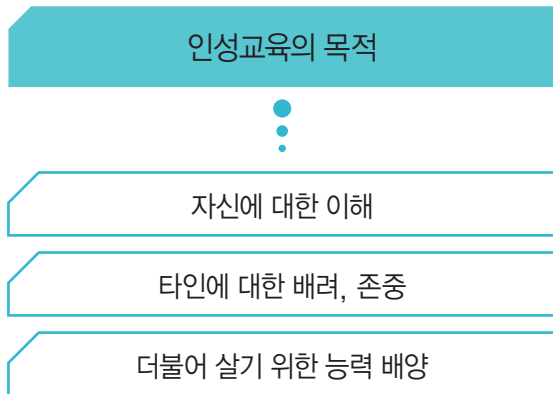 인성교육의 목적
자신에 대한 이해
타인에 대한 배려, 존중
더불어 살기 위한 능력 배양